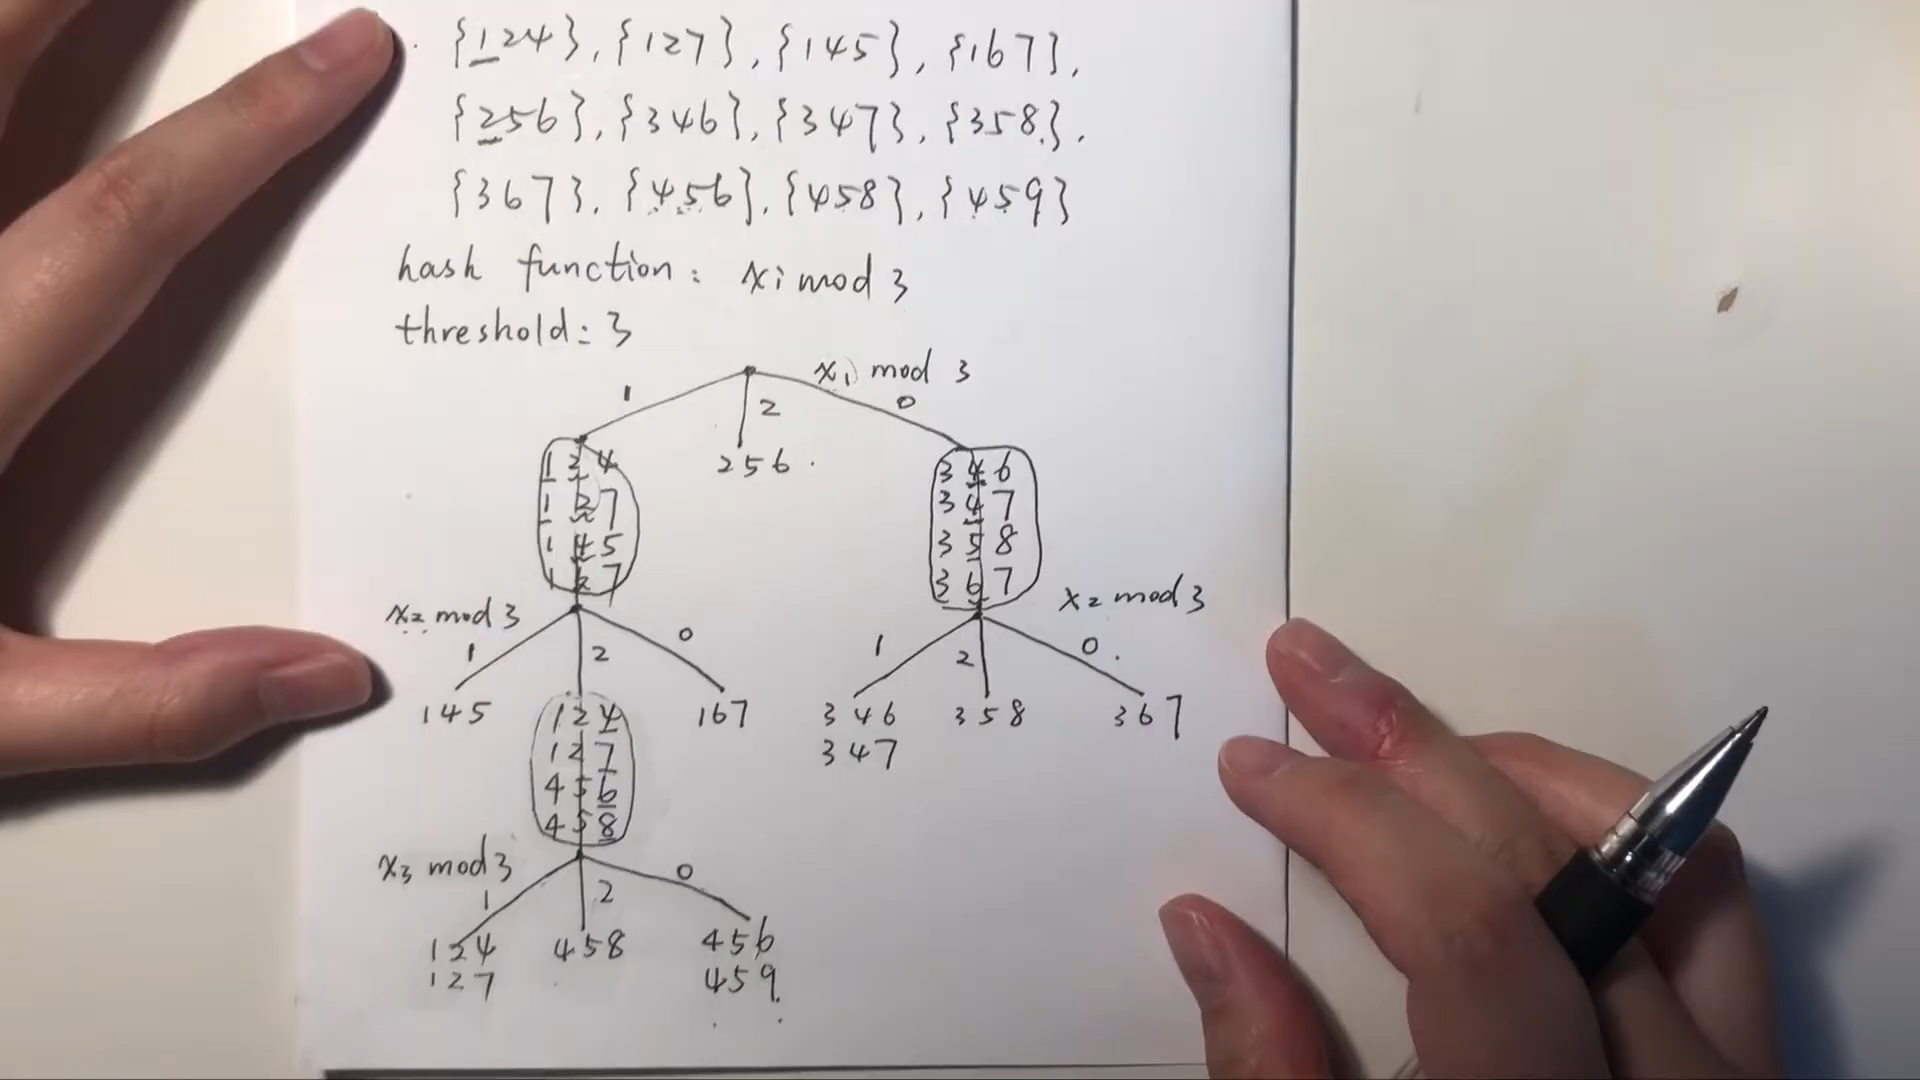 {124}, {127}, {145}, {167},
{256}, {346}, {347}, {358}.
{367}. {456}, {458}, {459}
hash function: xi mod 3
threshold: 3
x1 mod 3
1 2 0
124 256 346
127 347
145 358
167 367
x2 mod 3 x2 mod 3
1 2 0 1 2 0
145 124 167 346 358 367
127 347
456
458
x3 mod 3
1 2 0
124 458 456
127 459